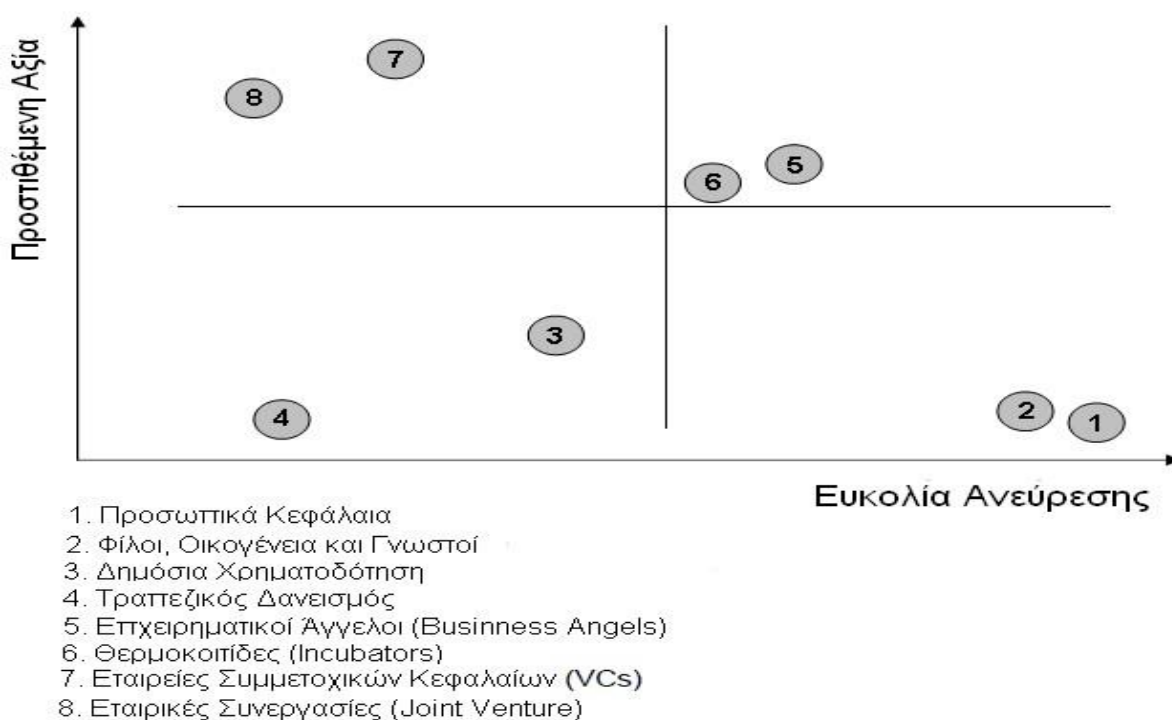 Προστιθέμενη Αξία
7
8
5
6
3
4
2
1
Ευκολία Ανεύρεσης
1. Προσωπικά Κεφάλαια
2. Φίλοι, Οικογένεια και Γνωστοί
3. Δημόσια Χρηματοδότηση
4. Τραπεζικός Δανεισμός
5. Επχειρηματικοί Άγγελοι (Businness Angels)
6. Θερμοκοιτίδες (Incubators)
7. Εταιρείες Συμμετοχικών Κεφαλαίων (VCs)
8. Εταιρικές Συνεργασίες (Joint Venture)